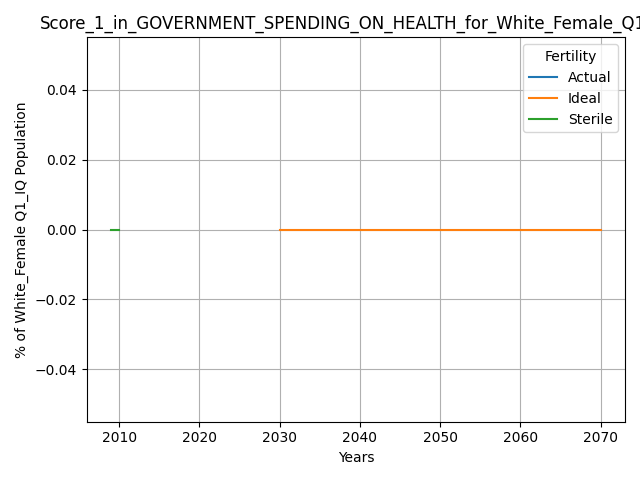 Score_1_in_GOVERNMENT_SPENDING_ON_HEALTH_for_White_Female_Q1
Fertility
Actual
Ideal
Sterile
0.04
0.02
0.00
−0.02
−0.04
% of White_Female Q1_IQ Population
2010 2020 2030 2040 2050 2060 2070
Years